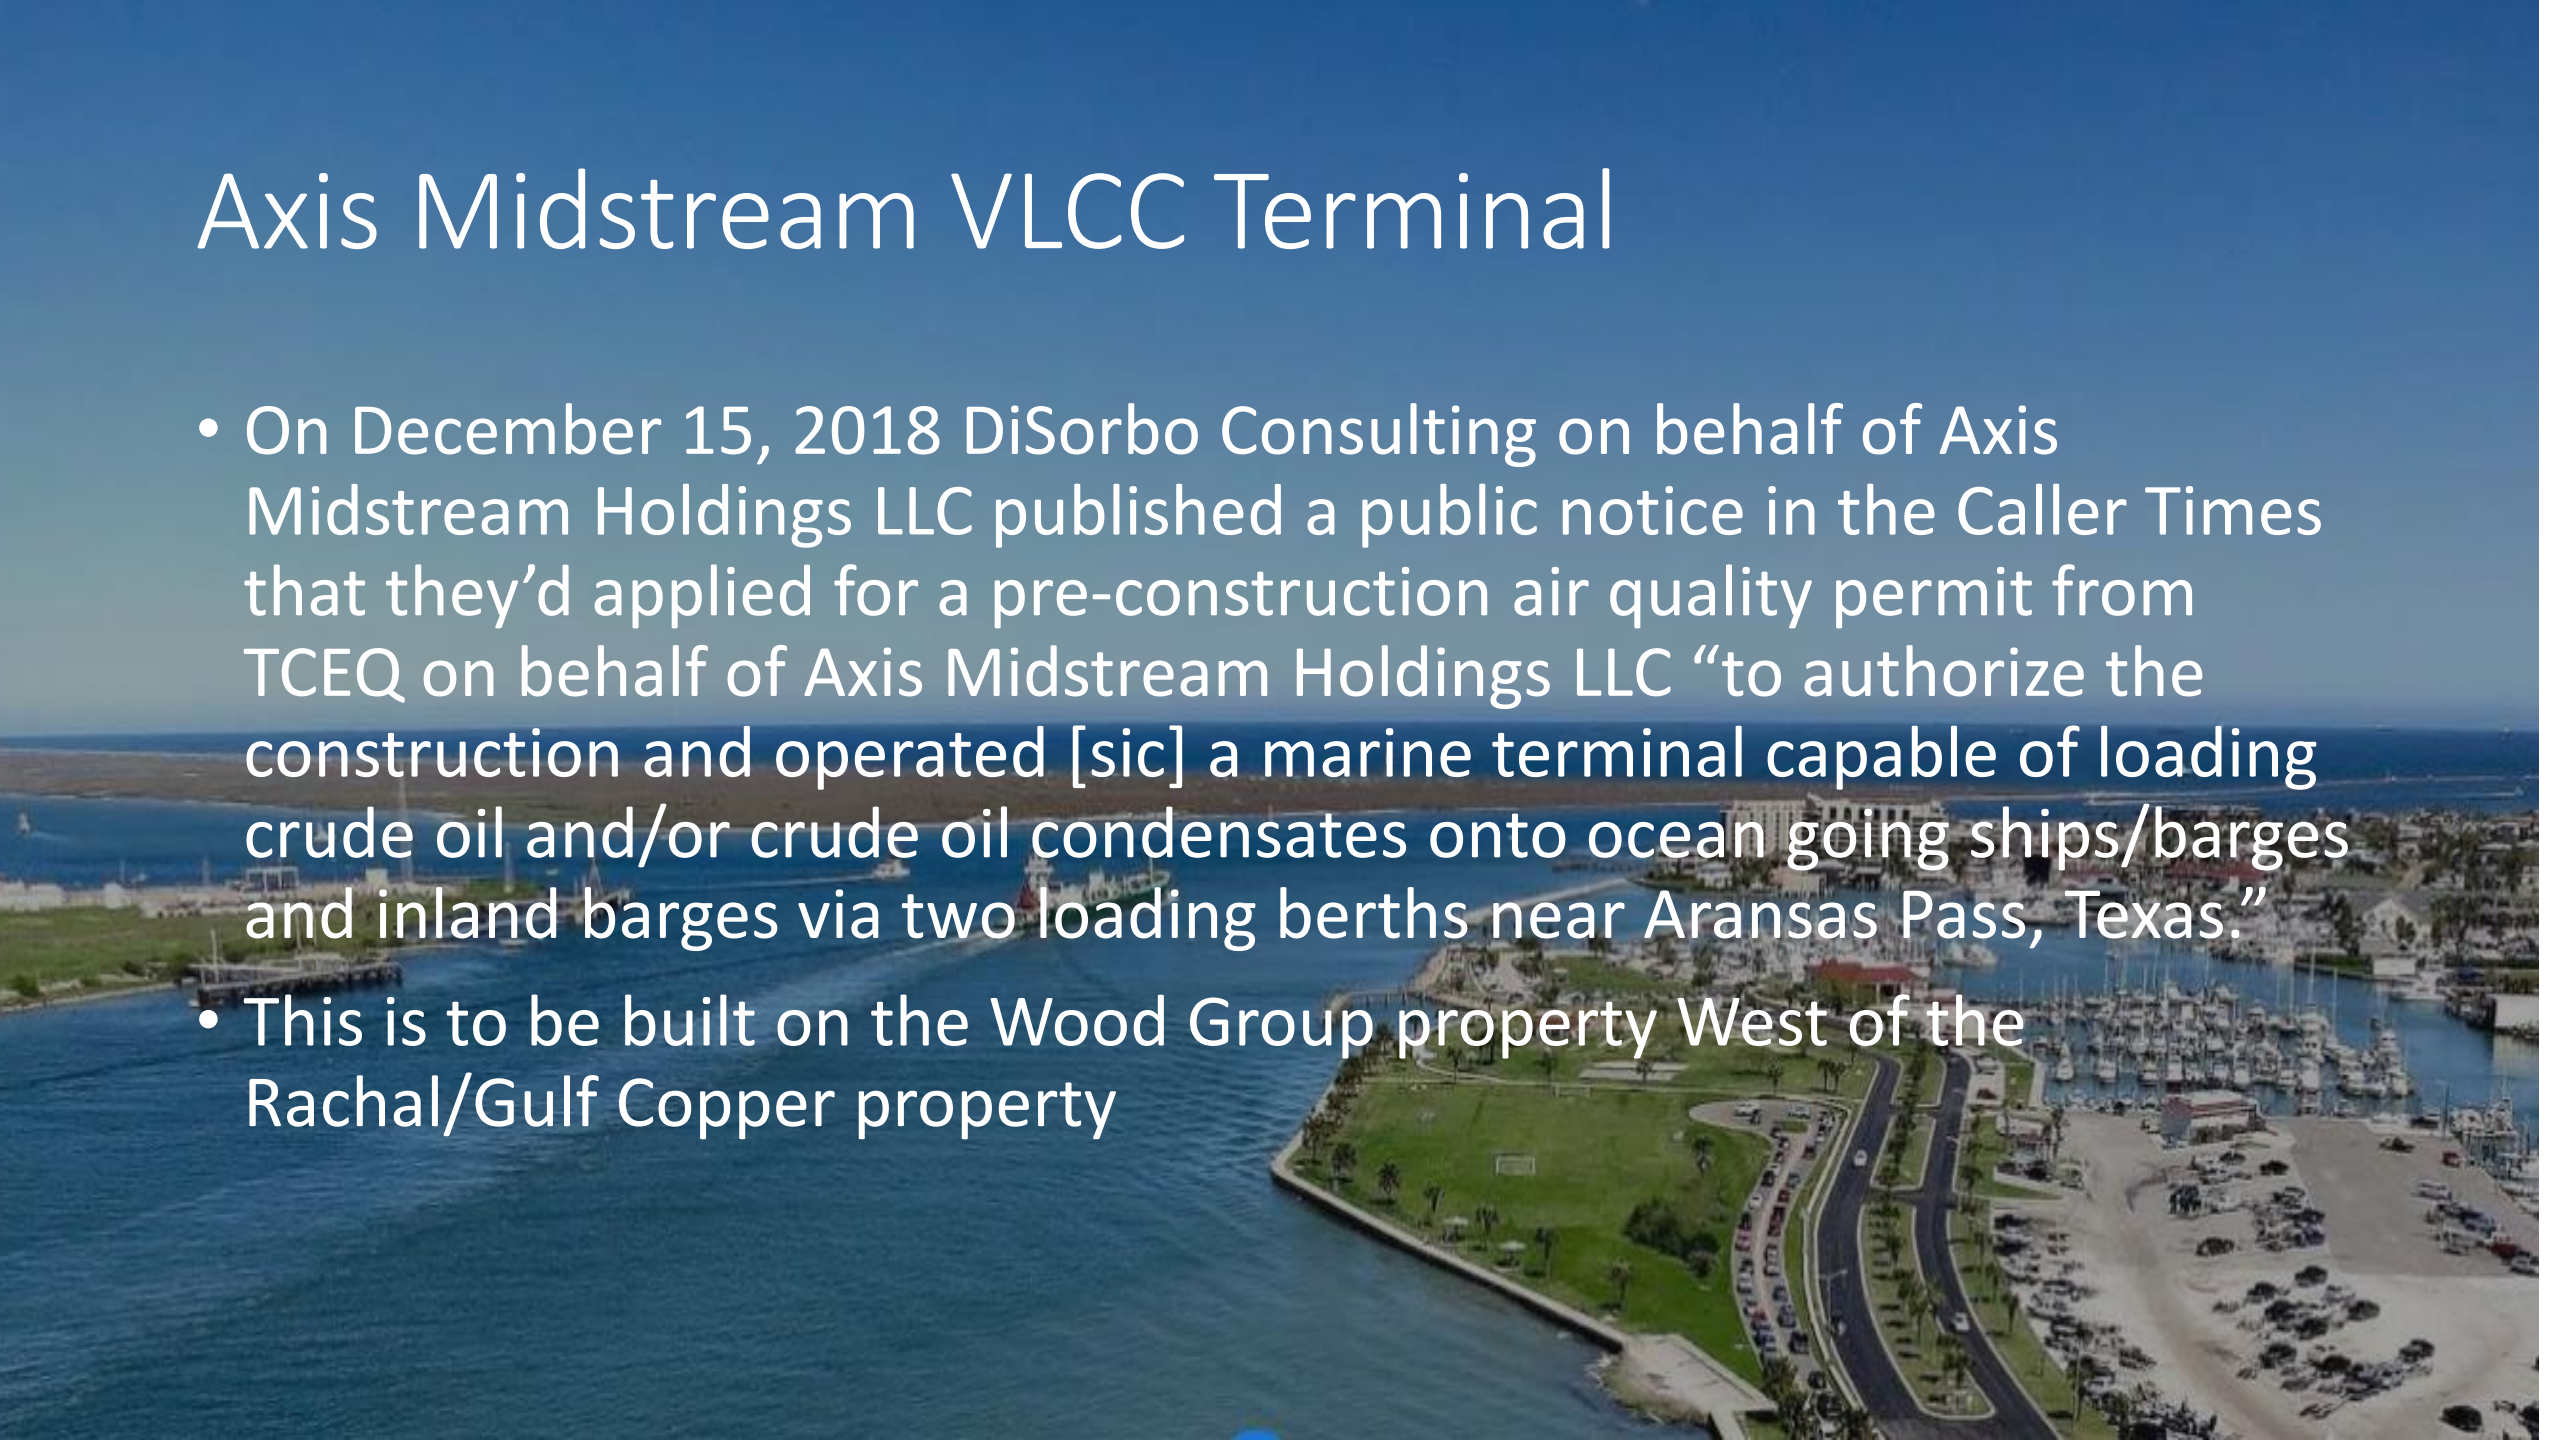 Axis Midstream VLCC Terminal
• On December 15, 2018 DiSorbo Consulting on behalf of Axis
Midstream Holdings LLC published a public notice in the Caller Times
that they’d applied for a pre-construction air quality permit from
TCEQ on behalf of Axis Midstream Holdings LLC “to authorize the
construction and operated [sic] a marine terminal capable of loading
crude oil and/or crude oil condensates onto ocean going ships/barges
and inland barges via two loading berths near Aransas Pass, Texas.”
• This is to be built on the Wood Group property West of the
Rachal/Gulf Copper property